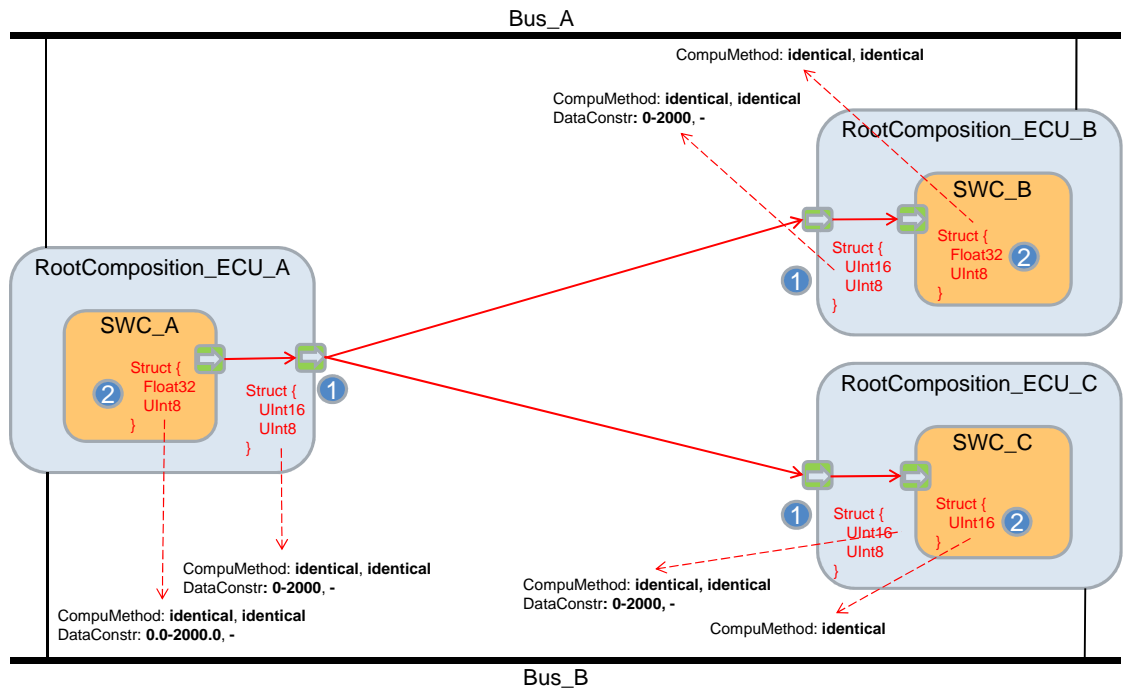 Bus_A
CompuMethod: identical, identical
CompuMethod: identical, identical
DataConstr: 0-2000, -
RootComposition_ECU_B
SWC_B
Struct {
Float32
UInt8
}
2
Struct {
UInt16
UInt8
}
1
RootComposition_ECU_A
SWC_A
Struct {
Float32
UInt8
}
2
Struct {
UInt16
UInt8
}
1
CompuMethod: identical, identical
DataConstr: 0-2000, -
CompuMethod: identical, identical
DataConstr: 0.0-2000.0, -
RootComposition_ECU_C
SWC_C
Struct {
UInt16
}
2
Struct {
UInt16
UInt8
}
1
CompuMethod: identical, identical
DataConstr: 0-2000, -
CompuMethod: identical
Bus_B